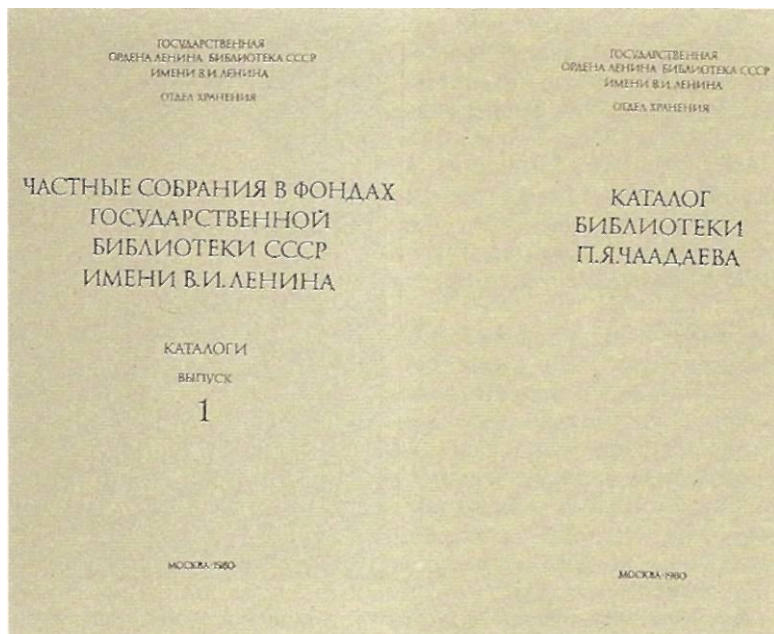 ГОСУДАРСТВЕННАЯ
ОРДЕНА ЛЕНИНА БИБЛИОТЕКА СССР
ИМЕНИ В.И.ЛЕНИНА
ОТДЕЛ ХРАНЕНИЯ
ЧАСТНЫЕ СОБРАНИЯ В ФОНДАХ
ГОСУДАРСТВЕННОЙ
БИБЛИОТЕКИ СССР
ИМЕНИ В.И.ЛЕНИНА
КАТАЛОГИ
ВЫПУСК
1
МОСКВА·1980
ГОСУДАРСТВЕННАЯ
ОРДЕНА ЛЕНИНА БИБЛИОТЕКА СССР
ИМЕНИ В.И.ЛЕНИНА
ОТДЕЛ ХРАНЕНИЯ
КАТАЛОГ
БИБЛИОТЕКИ
П.Я.ЧААДАЕВА
МОСКВА·1980